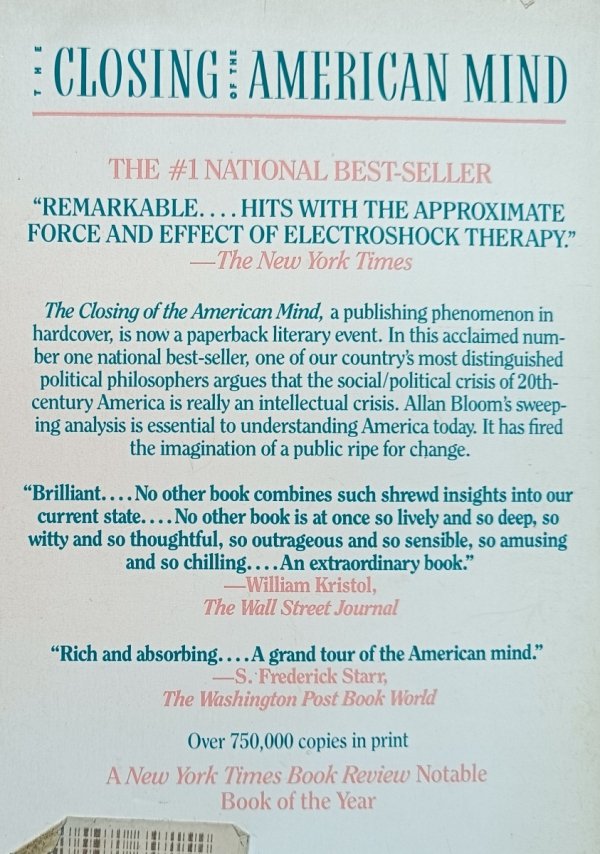 THE CLOSING OF THE AMERICAN MIND
THE #1 NATIONAL BEST-SELLER
“REMARKABLE....HITS WITH THE APPROXIMATE
FORCE AND EFFECT OF ELECTROSHOCK THERAPY.”
—The New York Times
The Closing of the American Mind, a publishing phenomenon in
hardcover, is now a paperback literary event. In this acclaimed num-
ber one national best-seller, one of our country's most distinguished
political philosophers argues that the social/political crisis of 20th-
century America is really an intellectual crisis. Allan Bloom's sweep-
ing analysis is essential to understanding America today. It has fired
the imagination of a public ripe for change.
“Brilliant....No other book combines such shrewd insights into our
current state....No other book is at once so lively and so deep, so
witty and so thoughtful, so outrageous and so sensible, so amusing
and so chilling....An extraordinary book.”
—William Kristol,
The Wall Street Journal
“Rich and absorbing....A grand tour of the American mind.”
—S. Frederick Starr,
The Washington Post Book World
Over 750,000 copies in print
A New York Times Book Review Notable
Book of the Year